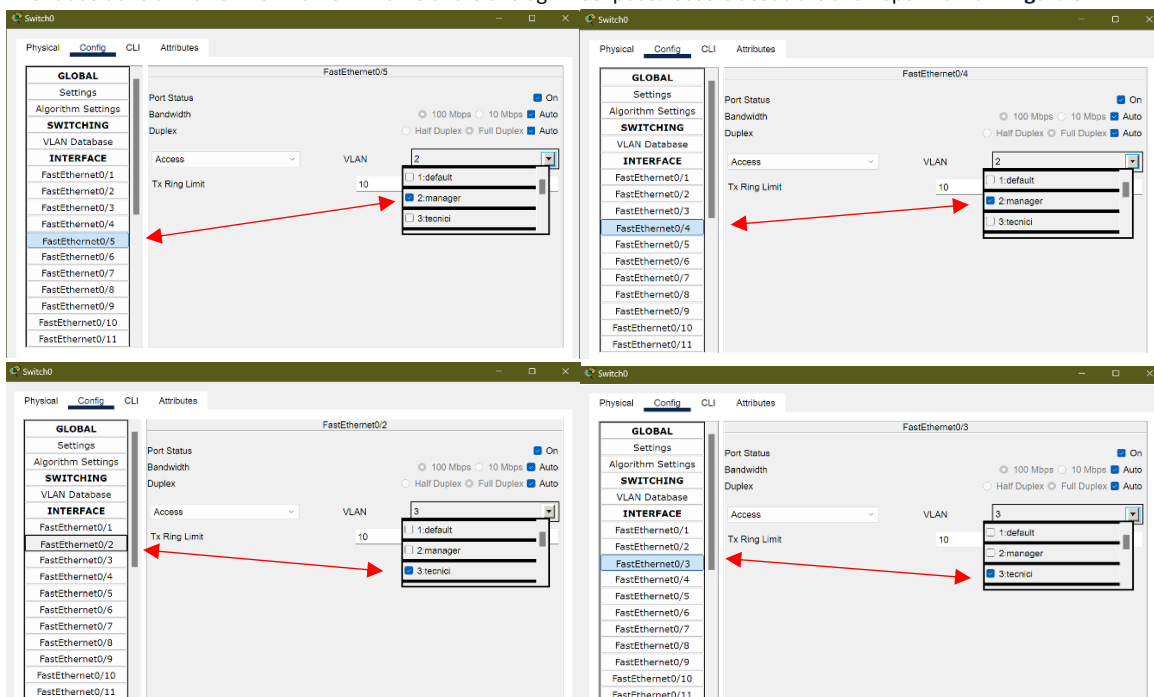 Switch0
Physical Config CLI Attributes
GLOBAL
Settings
Algorithm Settings
SWITCHING
VLAN Database
INTERFACE
FastEthernet0/1
FastEthernet0/2
FastEthernet0/3
FastEthernet0/4
FastEthernet0/5
FastEthernet0/6
FastEthernet0/7
FastEthernet0/8
FastEthernet0/9
FastEthernet0/10
FastEthernet0/11
FastEthernet0/5
Port Status On
Bandwidth 100 Mbps 10 Mbps Auto
Duplex Half Duplex Full Duplex Auto
Access VLAN 2
1:default
2:manager
3:tecnici
Tx Ring Limit 10
Switch0
Physical Config CLI Attributes
GLOBAL
Settings
Algorithm Settings
SWITCHING
VLAN Database
INTERFACE
FastEthernet0/1
FastEthernet0/2
FastEthernet0/3
FastEthernet0/4
FastEthernet0/5
FastEthernet0/6
FastEthernet0/7
FastEthernet0/8
FastEthernet0/9
FastEthernet0/10
FastEthernet0/11
FastEthernet0/4
Port Status On
Bandwidth 100 Mbps 10 Mbps Auto
Duplex Half Duplex Full Duplex Auto
Access VLAN 2
1:default
2:manager
3:tecnici
Tx Ring Limit 10
Switch0
Physical Config CLI Attributes
GLOBAL
Settings
Algorithm Settings
SWITCHING
VLAN Database
INTERFACE
FastEthernet0/1
FastEthernet0/2
FastEthernet0/3
FastEthernet0/4
FastEthernet0/5
FastEthernet0/6
FastEthernet0/7
FastEthernet0/8
FastEthernet0/9
FastEthernet0/10
FastEthernet0/11
FastEthernet0/2
Port Status On
Bandwidth 100 Mbps 10 Mbps Auto
Duplex Half Duplex Full Duplex Auto
Access VLAN 3
1:default
2:manager
3:tecnici
Tx Ring Limit 10
Switch0
Physical Config CLI Attributes
GLOBAL
Settings
Algorithm Settings
SWITCHING
VLAN Database
INTERFACE
FastEthernet0/1
FastEthernet0/2
FastEthernet0/3
FastEthernet0/4
FastEthernet0/5
FastEthernet0/6
FastEthernet0/7
FastEthernet0/8
FastEthernet0/9
FastEthernet0/10
FastEthernet0/11
FastEthernet0/3
Port Status On
Bandwidth 100 Mbps 10 Mbps Auto
Duplex Half Duplex Full Duplex Auto
Access VLAN 3
1:default
2:manager
3:tecnici
Tx Ring Limit 10